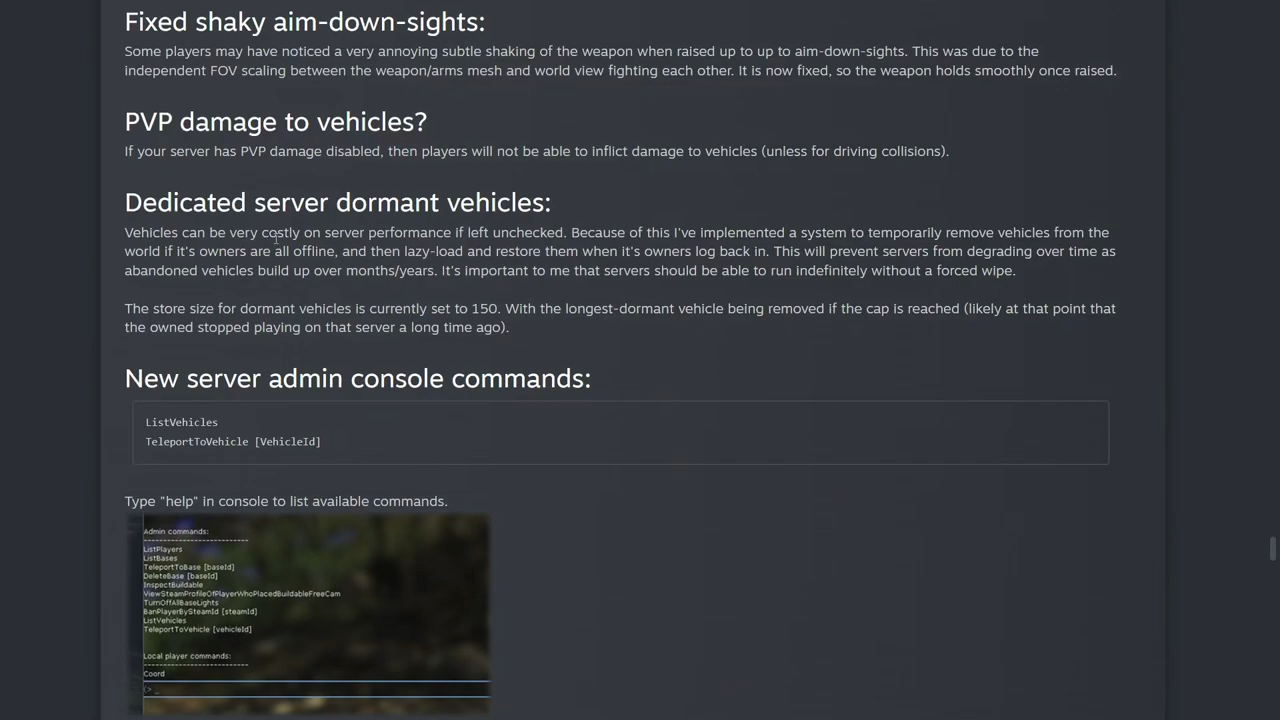 Fixed shaky aim-down-sights:
Some players may have noticed a very annoying subtle shaking of the weapon when raised up to up to aim-down-sights. This was due to the
independent FOV scaling between the weapon/arms mesh and world view fighting each other. It is now fixed, so the weapon holds smoothly once raised.
PVP damage to vehicles?
If your server has PVP damage disabled, then players will not be able to inflict damage to vehicles (unless for driving collisions).
Dedicated server dormant vehicles:
Vehicles can be very costly on server performance if left unchecked. Because of this I've implemented a system to temporarily remove vehicles from the
world if it's owners are all offline, and then lazy-load and restore them when it's owners log back in. This will prevent servers from degrading over time as
abandoned vehicles build up over months/years. It's important to me that servers should be able to run indefinitely without a forced wipe.
The store size for dormant vehicles is currently set to 150. With the longest-dormant vehicle being removed if the cap is reached (likely at that point that
the owned stopped playing on that server a long time ago).
New server admin console commands:
ListVehicles
TeleportToVehicle [VehicleId]
Type "help" in console to list available commands.
Admin commands:
--------------------------
ListPlayers
ListBases
TeleportToBase [baseId]
DeleteBase [baseId]
InspectBuildable
ViewSteamProfileOfPlayerWhoPlacedBuildableFreeCam
TurnOffAllBaseLights
BanPlayerBySteamId [steamId]
ListVehicles
TeleportToVehicle [vehicleId]
Local player commands:
--------------------------
Coord
(> _